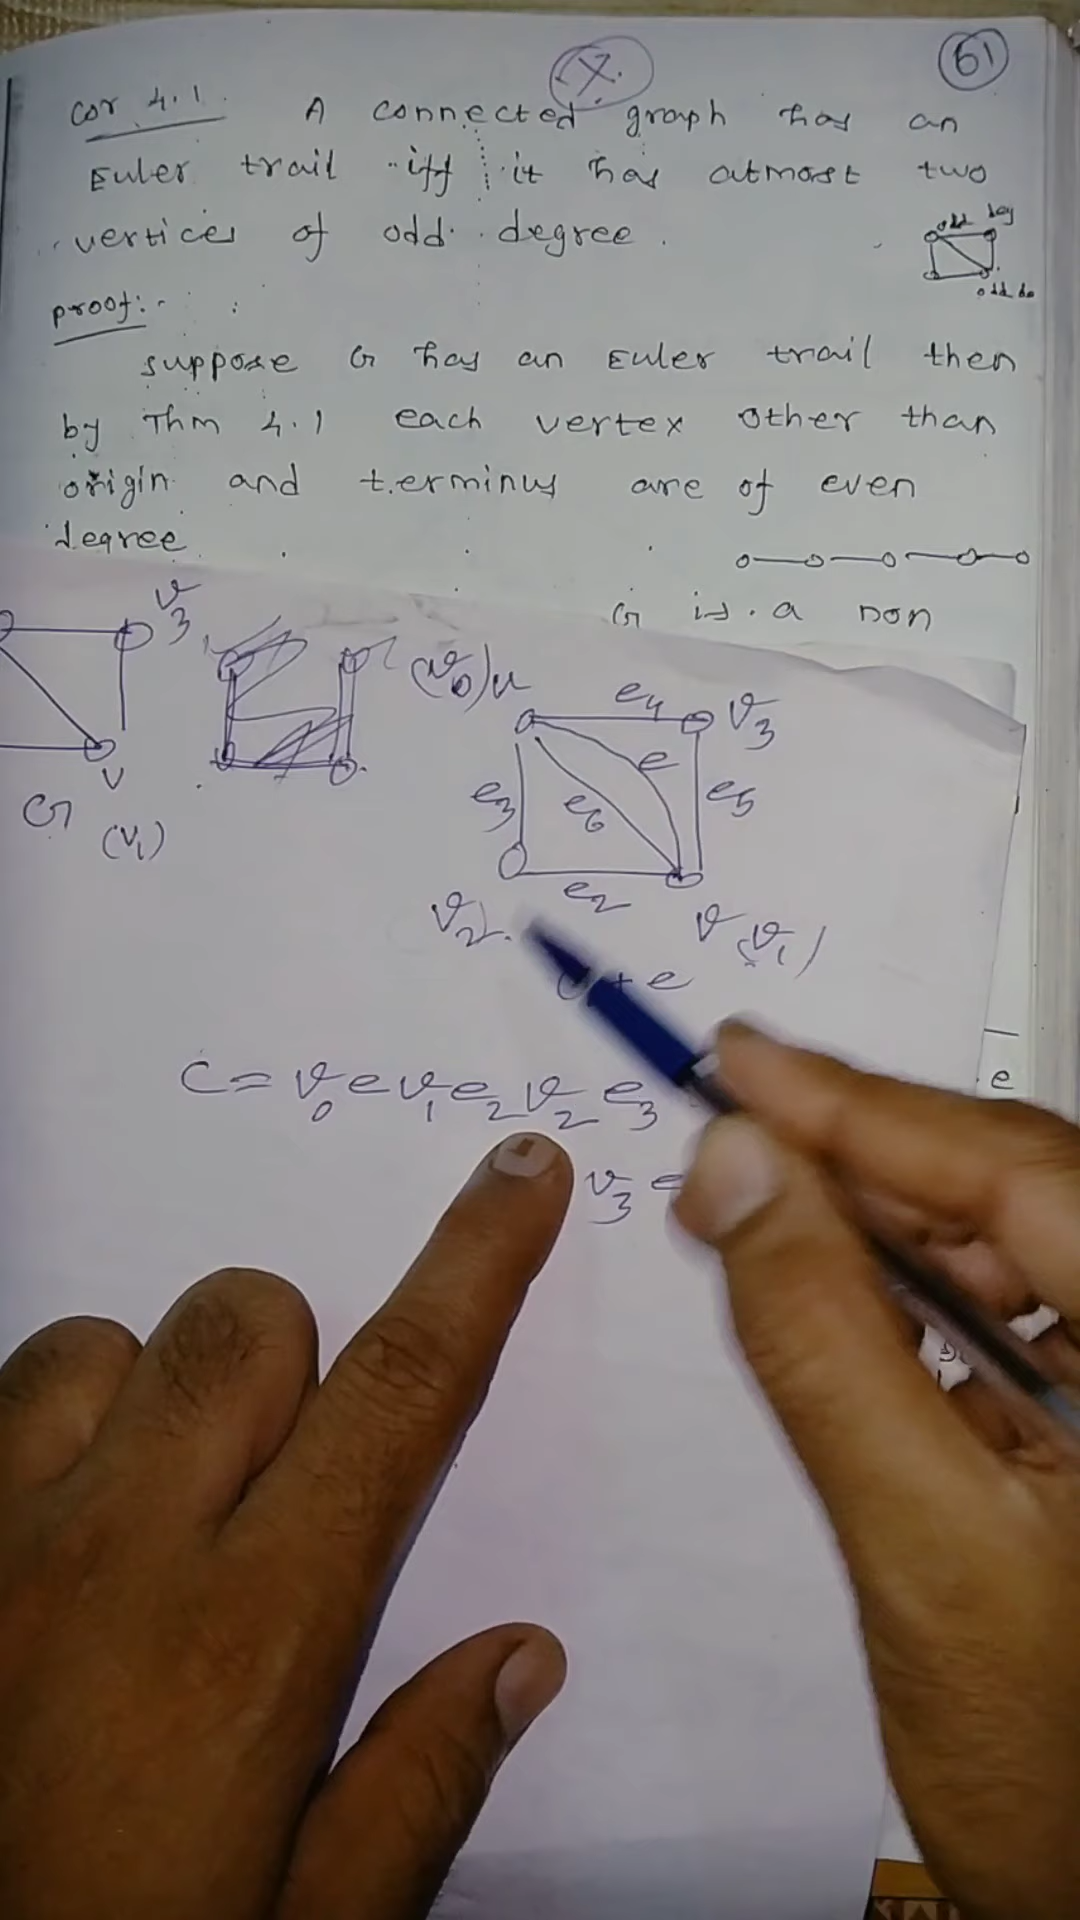 X.
61
Cor 4.1. A connected graph has an
Euler trail iff it has atmost two
vertices of odd degree.
odd deg
odd de
proof:-
suppose G has an Euler trail then
by Thm 4.1 each vertex other than
origin and terminus are of even
degree.
G is a non
v3
(v0)u e4 v3
e
e3 e6 e5
v
G
(v1)
e2
v2 v (v1)
+ e
e
C = v0 e v1 e2 v2 e3
v3 e